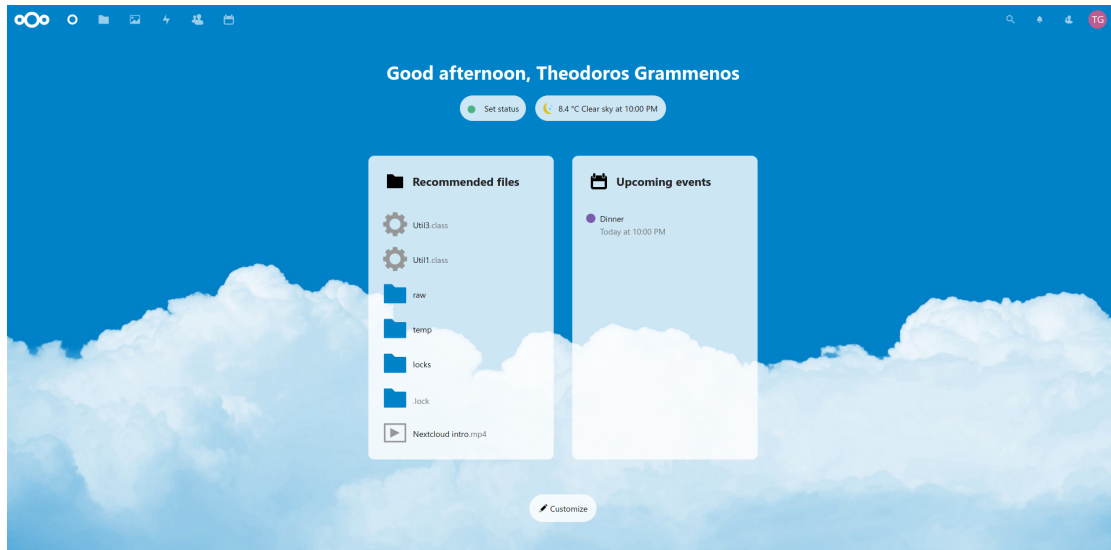 TG
Good afternoon, Theodoros Grammenos
Set status
8.4 °C Clear sky at 10:00 PM
Recommended files
Util3.class
Util1.class
raw
temp
locks
.lock
Nextcloud intro.mp4
Upcoming events
Dinner
Today at 10:00 PM
Customize